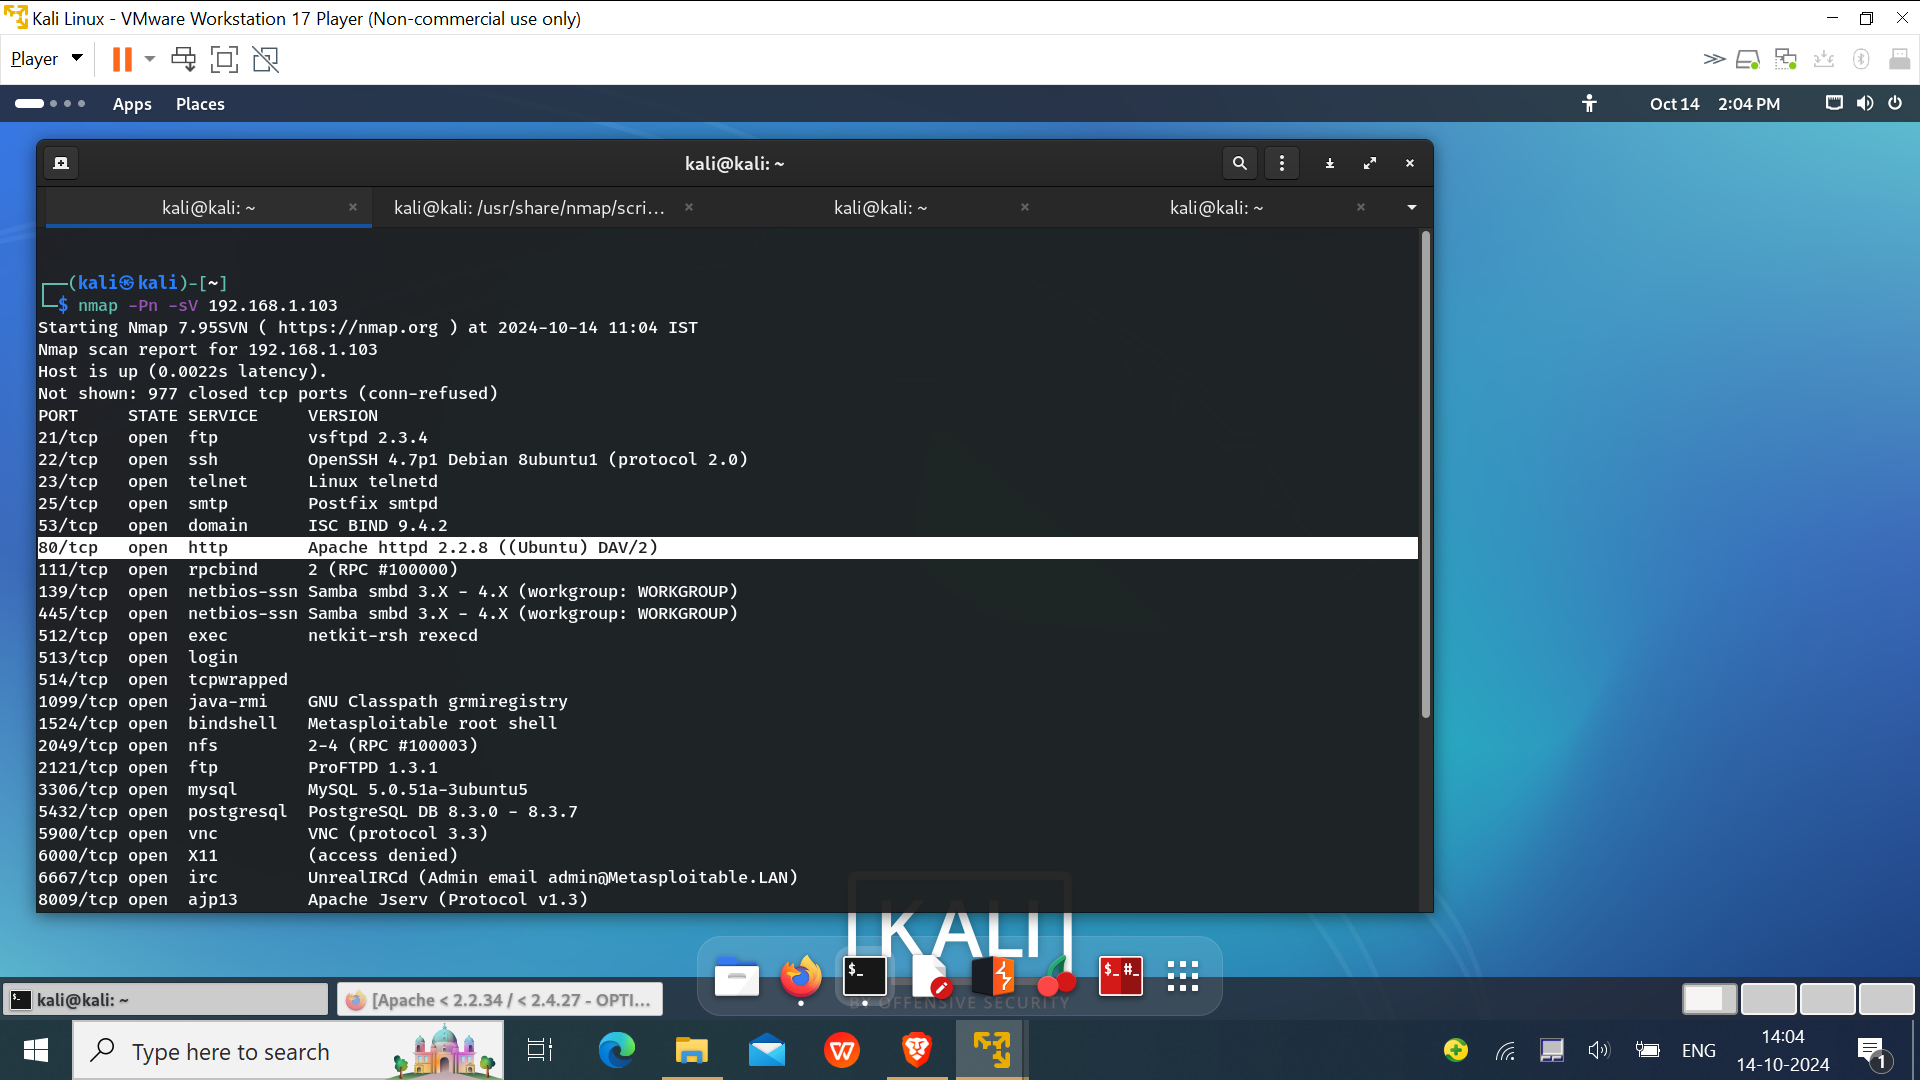 Kali Linux - VMware Workstation 17 Player (Non-commercial use only)
Player
Apps Places Oct 14 2:04 PM
kali@kali: ~
kali@kali: ~ kali@kali: /usr/share/nmap/scri... kali@kali: ~ kali@kali: ~
(kali㉿kali)-[~]
$ nmap -Pn -sV 192.168.1.103
Starting Nmap 7.95SVN ( https://nmap.org ) at 2024-10-14 11:04 IST
Nmap scan report for 192.168.1.103
Host is up (0.0022s latency).
Not shown: 977 closed tcp ports (conn-refused)
PORT STATE SERVICE VERSION
21/tcp open ftp vsftpd 2.3.4
22/tcp open ssh OpenSSH 4.7p1 Debian 8ubuntu1 (protocol 2.0)
23/tcp open telnet Linux telnetd
25/tcp open smtp Postfix smtpd
53/tcp open domain ISC BIND 9.4.2
80/tcp open http Apache httpd 2.2.8 ((Ubuntu) DAV/2)
111/tcp open rpcbind 2 (RPC #100000)
139/tcp open netbios-ssn Samba smbd 3.X - 4.X (workgroup: WORKGROUP)
445/tcp open netbios-ssn Samba smbd 3.X - 4.X (workgroup: WORKGROUP)
512/tcp open exec netkit-rsh rexecd
513/tcp open login
514/tcp open tcpwrapped
1099/tcp open java-rmi GNU Classpath grmiregistry
1524/tcp open bindshell Metasploitable root shell
2049/tcp open nfs 2-4 (RPC #100003)
2121/tcp open ftp ProFTPD 1.3.1
3306/tcp open mysql MySQL 5.0.51a-3ubuntu5
5432/tcp open postgresql PostgreSQL DB 8.3.0 - 8.3.7
5900/tcp open vnc VNC (protocol 3.3)
6000/tcp open X11 (access denied)
6667/tcp open irc UnrealIRCd (Admin email admin@Metasploitable.LAN)
8009/tcp open ajp13 Apache Jserv (Protocol v1.3)
KALI
BY OFFENSIVE SECURITY
kali@kali: ~ [Apache < 2.2.34 / < 2.4.27 - OPTI...
Type here to search
ENG
14:04
14-10-2024
1